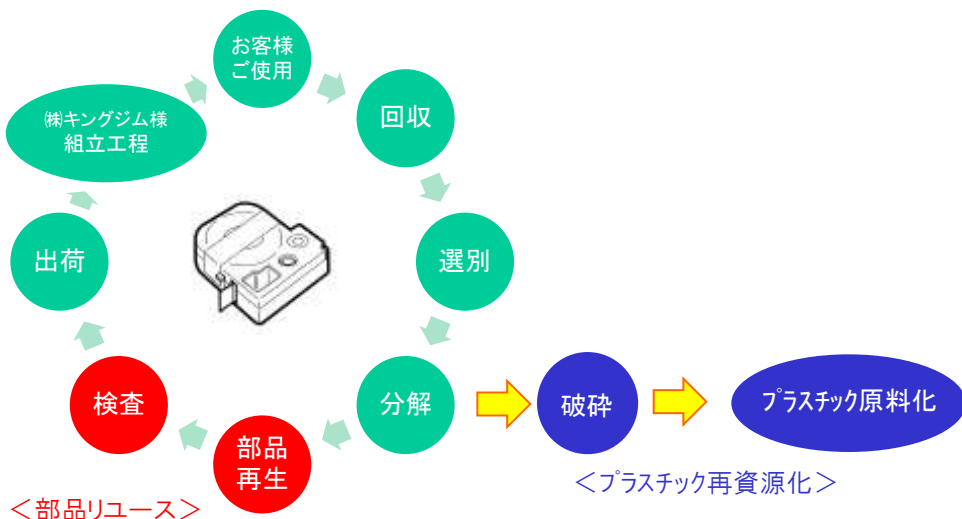 お客様
ご使用
回収
選別
分解
部品
再生
検査
出荷
㈱キングジム様
組立工程
破砕
プラスチック原料化
＜部品リユース＞
＜プラスチック再資源化＞